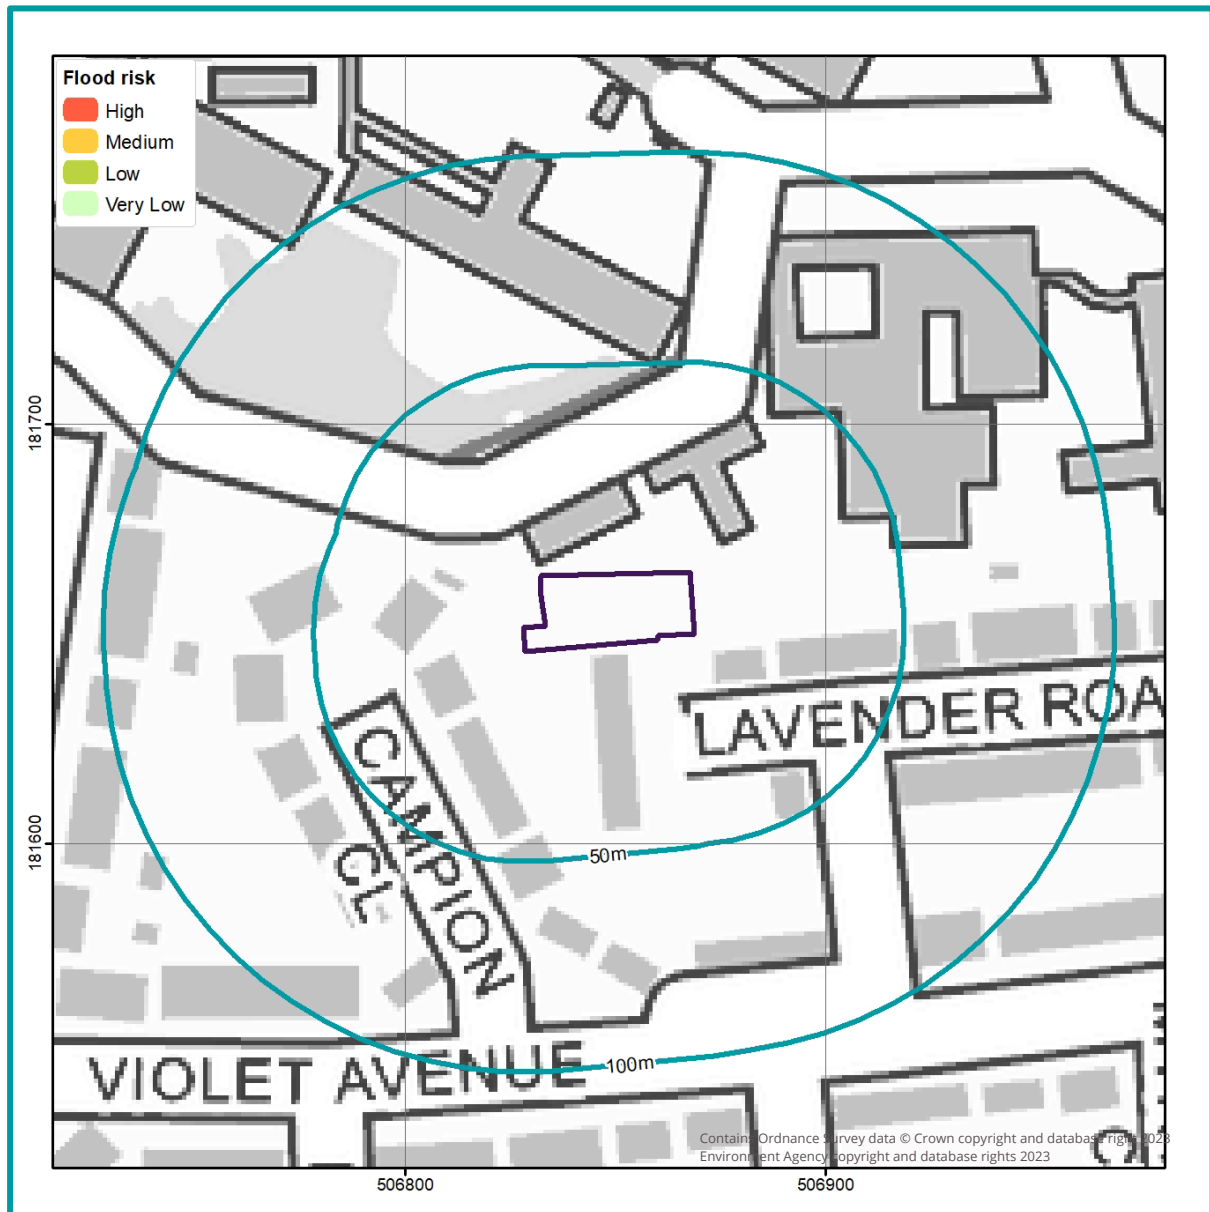 Flood risk
High
Medium
Low
Very Low
181700
181600
LAVENDER ROA
CAMPION
CL
50m
100m
VIOLET AVENUE
C
Contains Ordnance Survey data © Crown copyright and database right 2023
Environment Agency copyright and database rights 2023
506800
506900